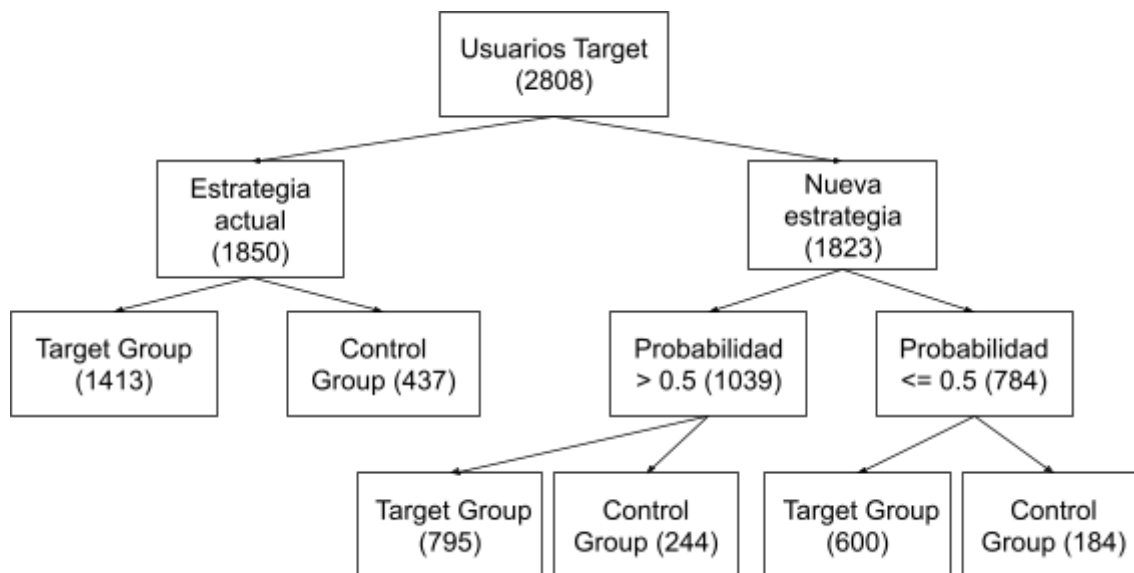 Usuarios Target
(2808)
Estrategia
actual
(1850)
Nueva
estrategia
(1823)
Target Group
(1413)
Control
Group (437)
Probabilidad
> 0.5 (1039)
Probabilidad
<= 0.5 (784)
Target Group
(795)
Control
Group (244)
Target Group
(600)
Control
Group (184)